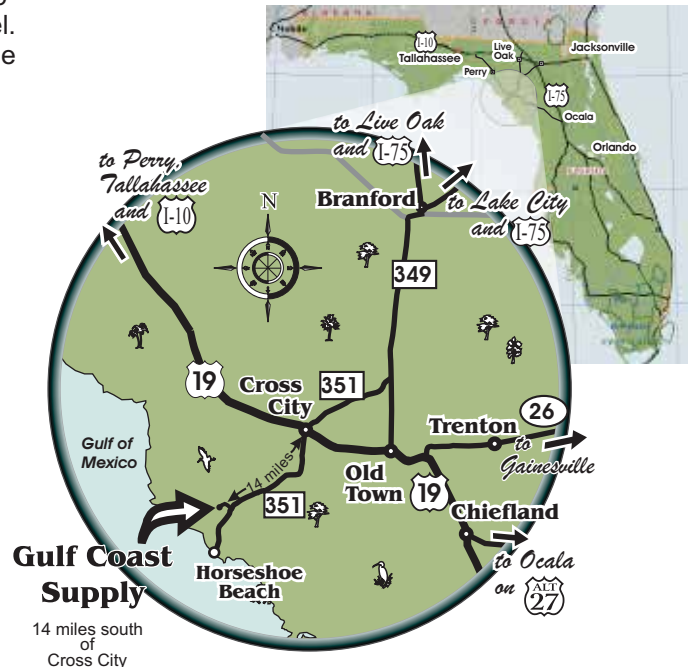 el.
e
I-10
Tallahassee
Live
Oak
Jacksonville
Perry
I-75
Ocala
Orlando
to Live Oak
and I-75
to Perry,
Tallahassee
and I-10
N
Branford
to Lake City
and I-75
349
19
Cross
City
351
26
Trenton
to
Gainesville
Gulf of
Mexico
14 miles
Old
Town
19
351
Chiefland
Gulf Coast
Supply
14 miles south
of
Cross City
Horseshoe
Beach
to Ocala
on ALT
27